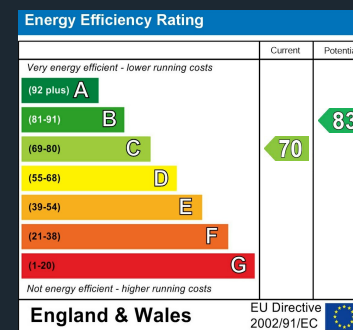 Energy Efficiency Rating
Current
Very energy efficient - lower running costs
(92 plus) A
(81-91) B
83
(69-80) C
70
(55-68) D
(39-54) E
(21-38) F
(1-20) G
Not energy efficient - higher running costs
England & Wales
EU Directive
2002/91/EC